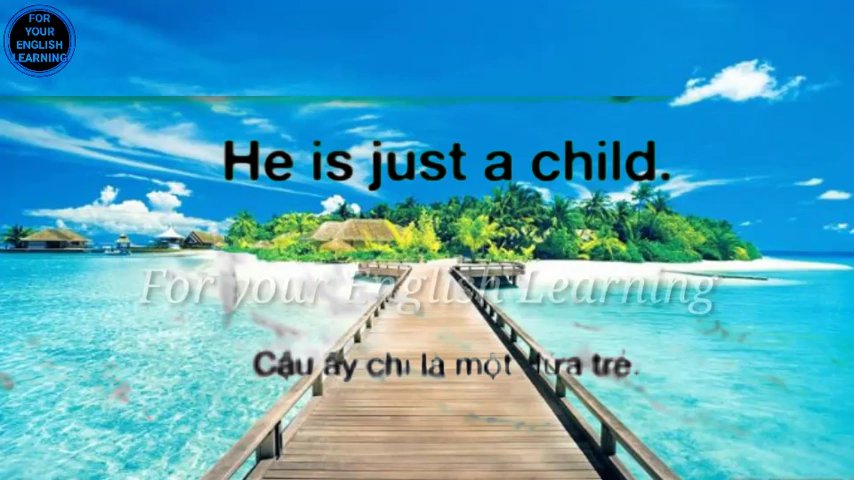 FOR
YOUR
ENGLISH
LEARNING
He is just a child.
For your English Learning
Cậu ấy chỉ là một đứa trẻ.